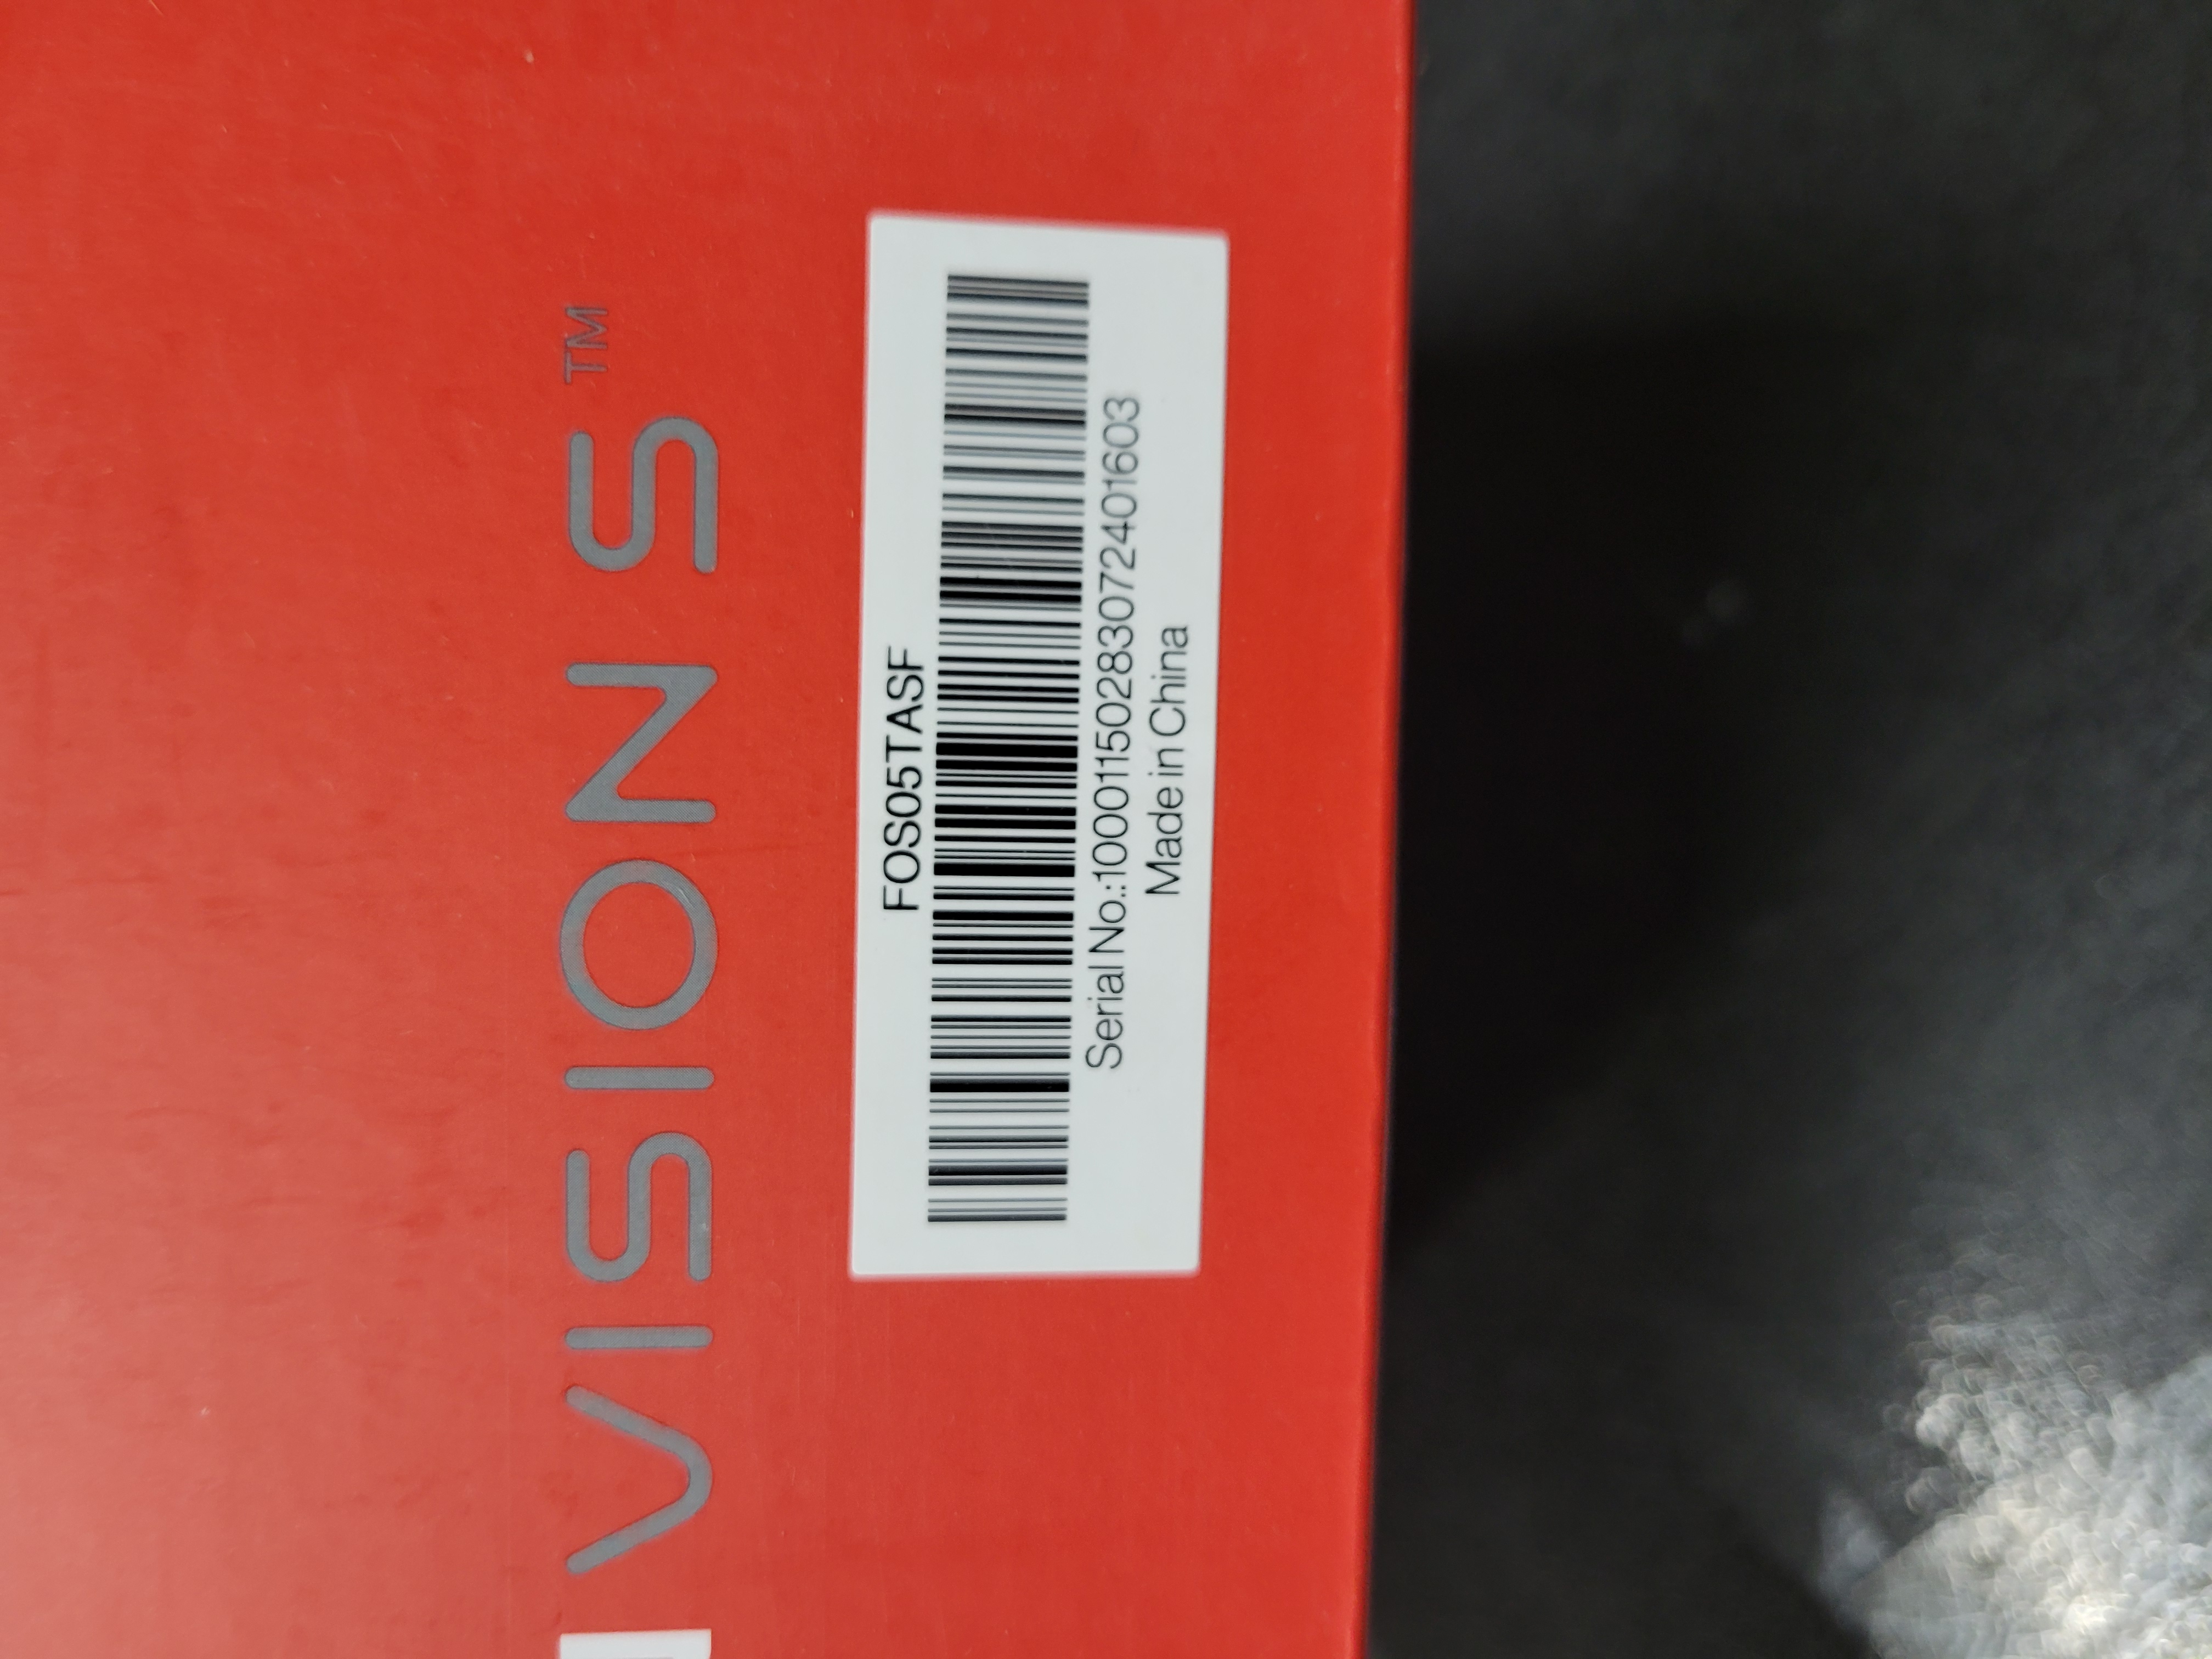 VISION S™
FOS05TASF
Serial No.:10001150283072401603
Made in China